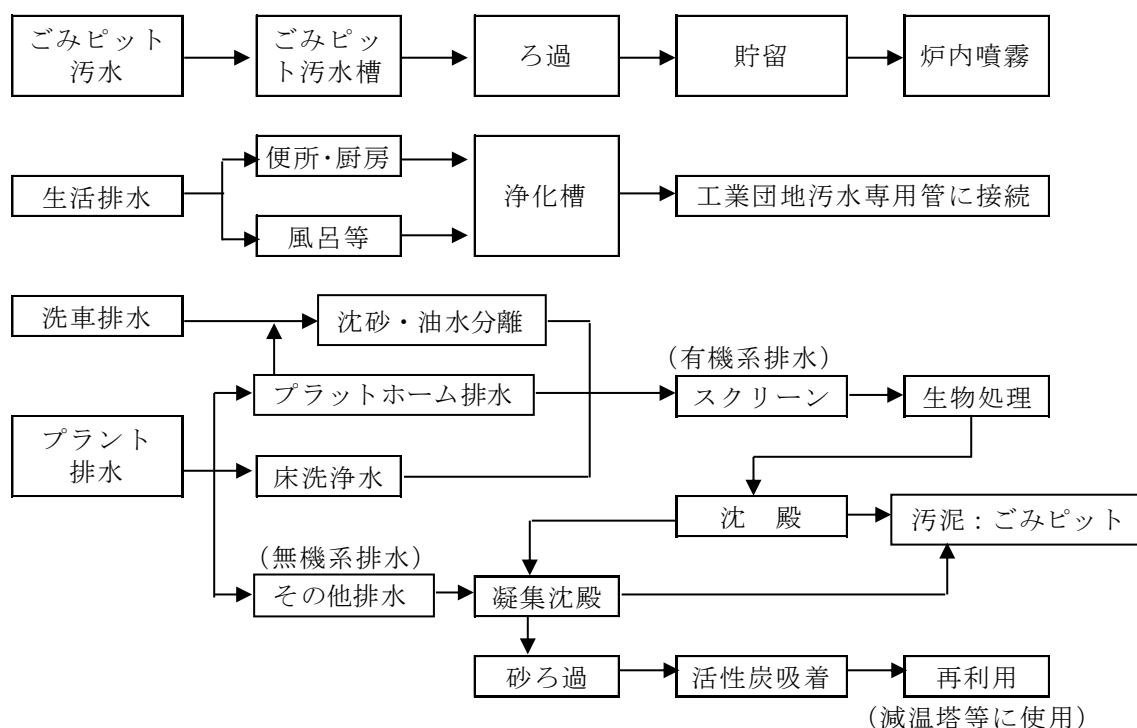 ごみピット
汚水
ごみピッ
ト汚水槽
ろ過
貯留
炉内噴霧
生活排水
便所・厨房
風呂等
浄化槽
工業団地汚水専用管に接続
洗車排水
沈砂・油水分離
(有機系排水)
プラットホーム排水
スクリーン
生物処理
プラント
排水
床洗浄水
沈　殿
汚泥：ごみピット
(無機系排水)
その他排水
凝集沈殿
砂ろ過
活性炭吸着
再利用
(減温塔等に使用)